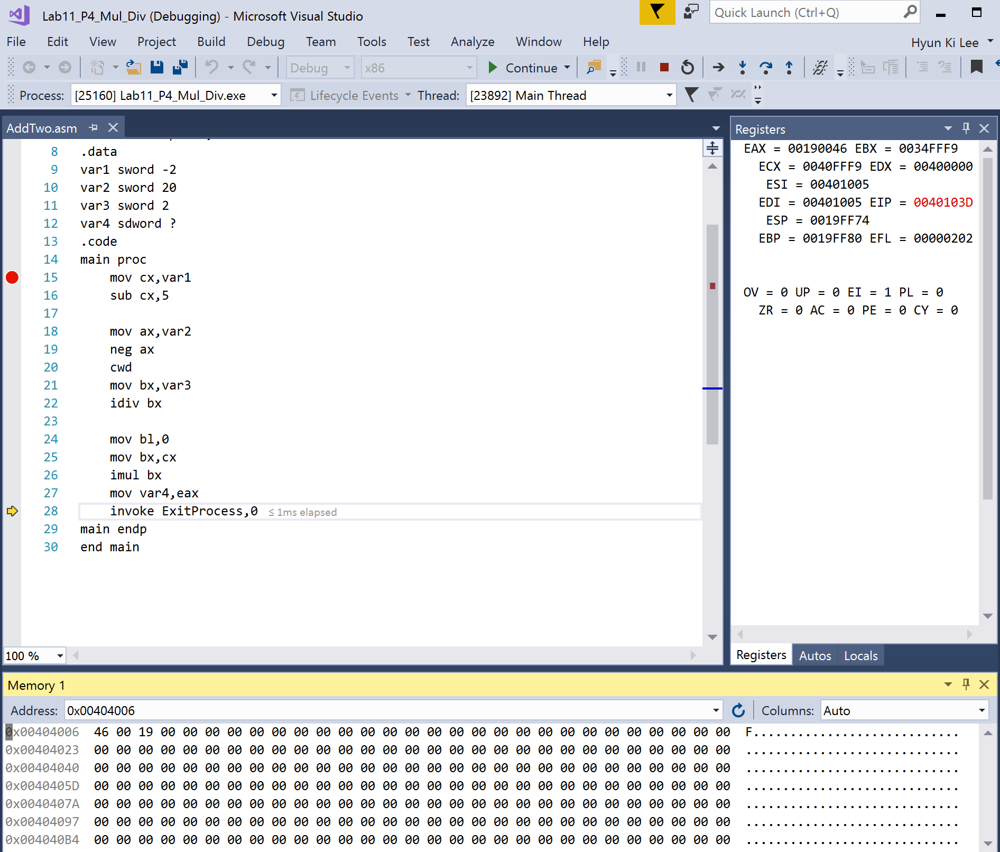 Lab11_P4_Mul_Div (Debugging) - Microsoft Visual Studio
Quick Launch (Ctrl+Q)
File Edit View Project Build Debug Team Tools Test Analyze Window Help
Hyun Ki Lee
Debug x86 Continue
Process: [25160] Lab11_P4_Mul_Div.exe Lifecycle Events Thread: [23892] Main Thread
AddTwo.asm
8 .data
9 var1 sword -2
10 var2 sword 20
11 var3 sword 2
12 var4 sdword ?
13 .code
14 main proc
15 mov cx,var1
16 sub cx,5
17
18 mov ax,var2
19 neg ax
20 cwd
21 mov bx,var3
22 idiv bx
23
24 mov bl,0
25 mov bx,cx
26 imul bx
27 mov var4,eax
28 invoke ExitProcess,0 ≤ 1ms elapsed
29 main endp
30 end main
100 %
Registers
EAX = 00190046 EBX = 0034FFF9
ECX = 0040FFF9 EDX = 00400000
ESI = 00401005
EDI = 00401005 EIP = 0040103D
ESP = 0019FF74
EBP = 0019FF80 EFL = 00000202
OV = 0 UP = 0 EI = 1 PL = 0
ZR = 0 AC = 0 PE = 0 CY = 0
Registers Autos Locals
Memory 1
Address: 0x00404006 Columns: Auto
0x00404006 46 00 19 00 00 00 00 00 00 00 00 00 00 00 00 00 00 00 00 00 00 00 00 00 00 00 00 00 00 F............................
0x00404023 00 00 00 00 00 00 00 00 00 00 00 00 00 00 00 00 00 00 00 00 00 00 00 00 00 00 00 00 00 .............................
0x00404040 00 00 00 00 00 00 00 00 00 00 00 00 00 00 00 00 00 00 00 00 00 00 00 00 00 00 00 00 00 .............................
0x0040405D 00 00 00 00 00 00 00 00 00 00 00 00 00 00 00 00 00 00 00 00 00 00 00 00 00 00 00 00 00 .............................
0x0040407A 00 00 00 00 00 00 00 00 00 00 00 00 00 00 00 00 00 00 00 00 00 00 00 00 00 00 00 00 00 .............................
0x00404097 00 00 00 00 00 00 00 00 00 00 00 00 00 00 00 00 00 00 00 00 00 00 00 00 00 00 00 00 00 .............................
0x004040B4 00 00 00 00 00 00 00 00 00 00 00 00 00 00 00 00 00 00 00 00 00 00 00 00 00 00 00 00 00 .............................